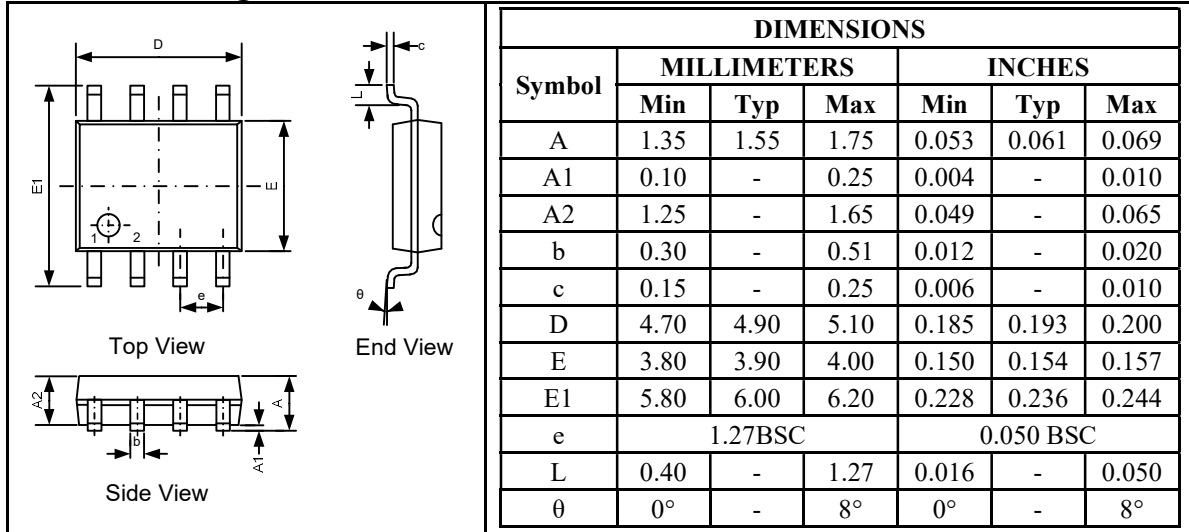 D
E1
E
1 2
e
Top View
c
L
θ
End View
A2
A
b
A1
Side View
DIMENSIONS
Symbol MILLIMETERS INCHES
Min Typ Max Min Typ Max
A 1.35 1.55 1.75 0.053 0.061 0.069
A1 0.10 - 0.25 0.004 - 0.010
A2 1.25 - 1.65 0.049 - 0.065
b 0.30 - 0.51 0.012 - 0.020
c 0.15 - 0.25 0.006 - 0.010
D 4.70 4.90 5.10 0.185 0.193 0.200
E 3.80 3.90 4.00 0.150 0.154 0.157
E1 5.80 6.00 6.20 0.228 0.236 0.244
e 1.27BSC 0.050 BSC
L 0.40 - 1.27 0.016 - 0.050
θ 0° - 8° 0° - 8°